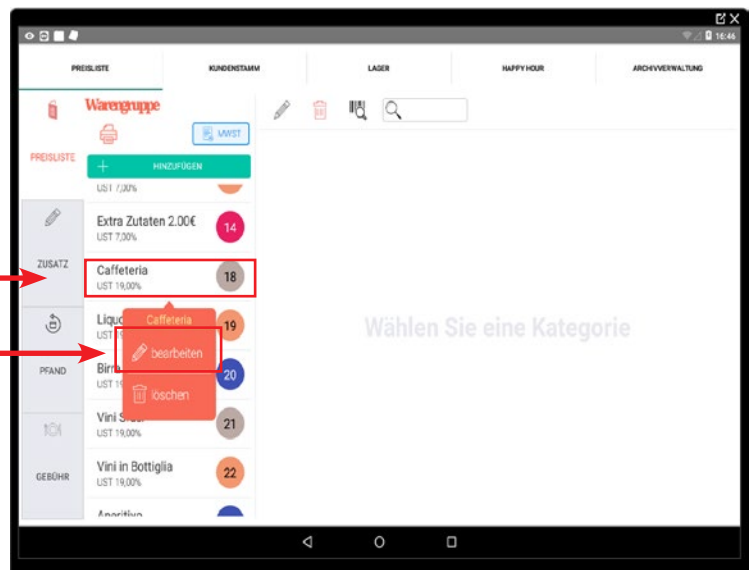 16:46
PREISLISTE KUNDENSTAMM LAGER HAPPY HOUR ARCHIVVERWALTUNG
Warengruppe
MWST
PREISLISTE
HINZUFÜGEN
UST 7,00%
Extra Zutaten 2.00€ 14
UST 7,00%
ZUSATZ
Caffeteria 18
UST 19,00%
Caffeteria
19
bearbeiten
PFAND
20
löschen
Vini 21
UST 19,00%
Vini in Bottiglia 22
UST 19,00%
GEBÜHR
Aperitivo
Wählen Sie eine Kategorie